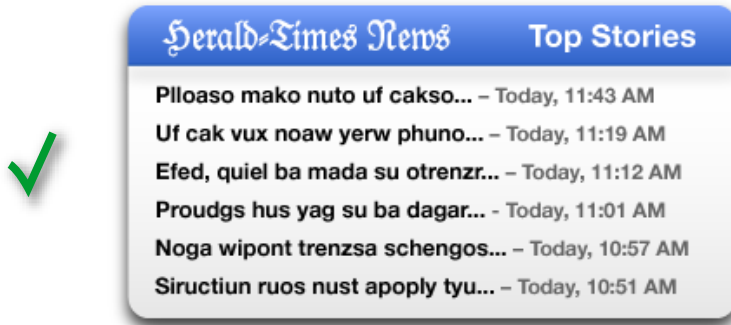 Herald-Times News Top Stories
Plloaso mako nuto uf cakso... – Today, 11:43 AM
Uf cak vux noaw yerw phuno... – Today, 11:19 AM
Efed, quiel ba mada su otrenzr... – Today, 11:12 AM
Proudgs hus yag su ba dagar... - Today, 11:01 AM
Noga wipont trenzsa schengos... – Today, 10:57 AM
Siructiun ruos nust apoply tyu... – Today, 10:51 AM